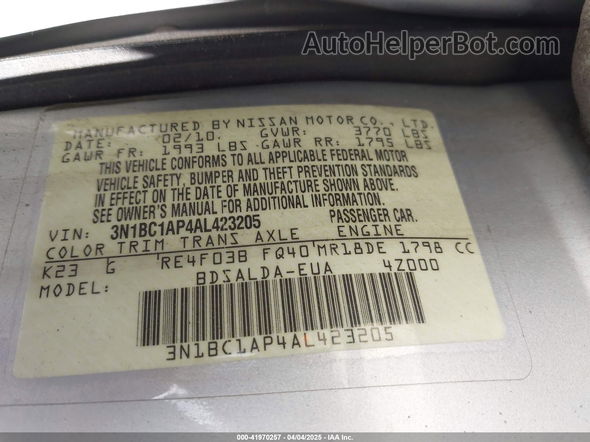 AutoHelperBot.com
MANUFACTURED BY NISSAN MOTOR CO., LTD.
DATE: 02/10. GVWR: 3770 LBS
GAWR FR: 1993 LBS GAWR RR: 1795 LBS
THIS VEHICLE CONFORMS TO ALL APPLICABLE FEDERAL MOTOR
VEHICLE SAFETY, BUMPER AND THEFT PREVENTION STANDARDS
IN EFFECT ON THE DATE OF MANUFACTURE SHOWN ABOVE.
SEE OWNER'S MANUAL FOR ADDITIONAL INFORMATION.
VIN: 3N1BC1AP4AL423205 PASSENGER CAR.
COLOR TRIM TRANS AXLE ENGINE
K23 G RE4F03B FQ40 MR18DE 1798 CC
MODEL: BDSALDA-EUA 4Z000
3N1BC1AP4AL423205
000-41970257 - 04/04/2025 - IAA Inc.